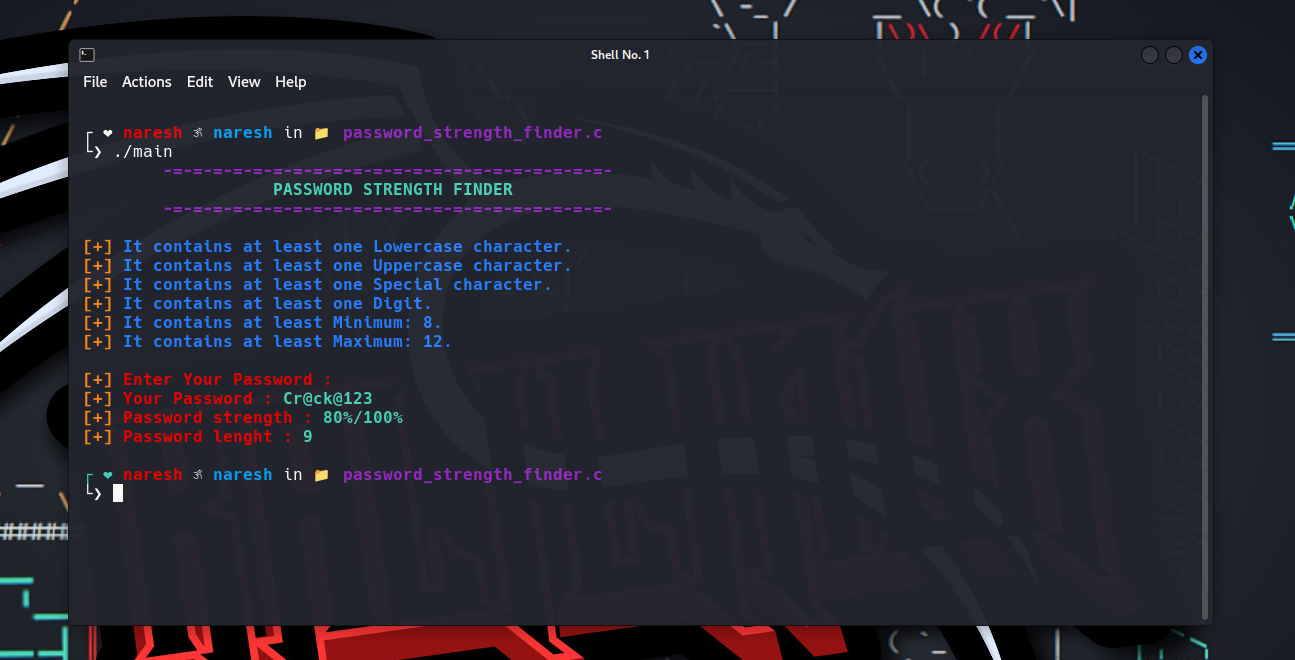 Shell No. 1
File Actions Edit View Help
┌ ❤ naresh ॐ naresh in 📁 password_strength_finder.c
└❯ ./main
-=-=-=-=-=-=-=-=-=-=-=-=-=-=-=-=-=-=-=-=-=-=-
PASSWORD STRENGTH FINDER
-=-=-=-=-=-=-=-=-=-=-=-=-=-=-=-=-=-=-=-=-=-=-
[+] It contains at least one Lowercase character.
[+] It contains at least one Uppercase character.
[+] It contains at least one Special character.
[+] It contains at least one Digit.
[+] It contains at least Minimum: 8.
[+] It contains at least Maximum: 12.
[+] Enter Your Password :
[+] Your Password : Cr@ck@123
[+] Password strength : 80%/100%
[+] Password lenght : 9
┌ ❤ naresh ॐ naresh in 📁 password_strength_finder.c
└❯